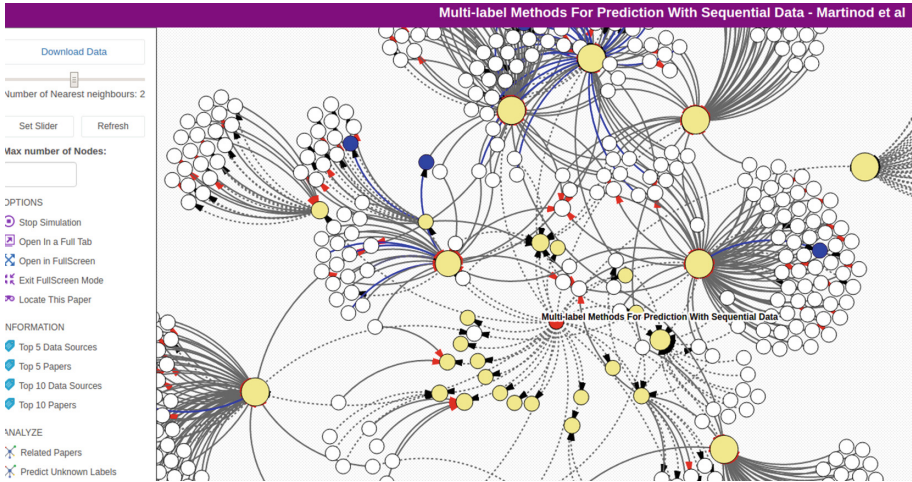 Multi-label Methods For Prediction With Sequential Data - Martinod et al
Download Data
Number of Nearest neighbours: 2
Set Slider
Refresh
Max number of Nodes:
OPTIONS
Stop Simulation
Open In a Full Tab
Open in FullScreen
Exit FullScreen Mode
Locate This Paper
INFORMATION
Top 5 Data Sources
Top 5 Papers
Top 10 Data Sources
Top 10 Papers
ANALYZE
Related Papers
Predict Unknown Labels
Multi-label Methods For Prediction With Sequential Data